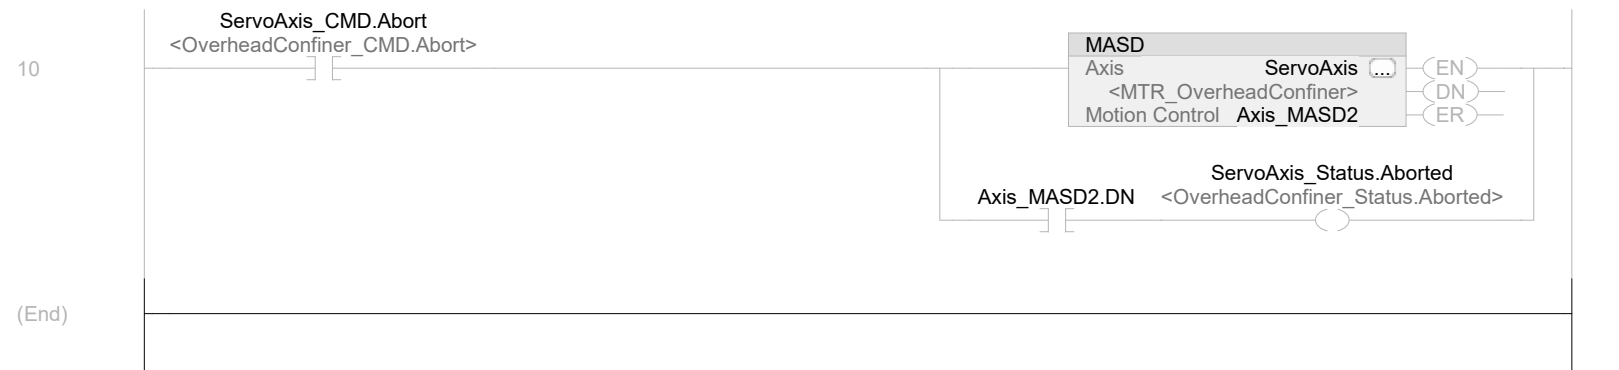 ServoAxis_CMD.Abort
<OverheadConfiner_CMD.Abort>
10
MASD
Axis ServoAxis ...
<MTR_OverheadConfiner>
Motion Control Axis_MASD2
EN
DN
ER
Axis_MASD2.DN
ServoAxis_Status.Aborted
<OverheadConfiner_Status.Aborted>
(End)